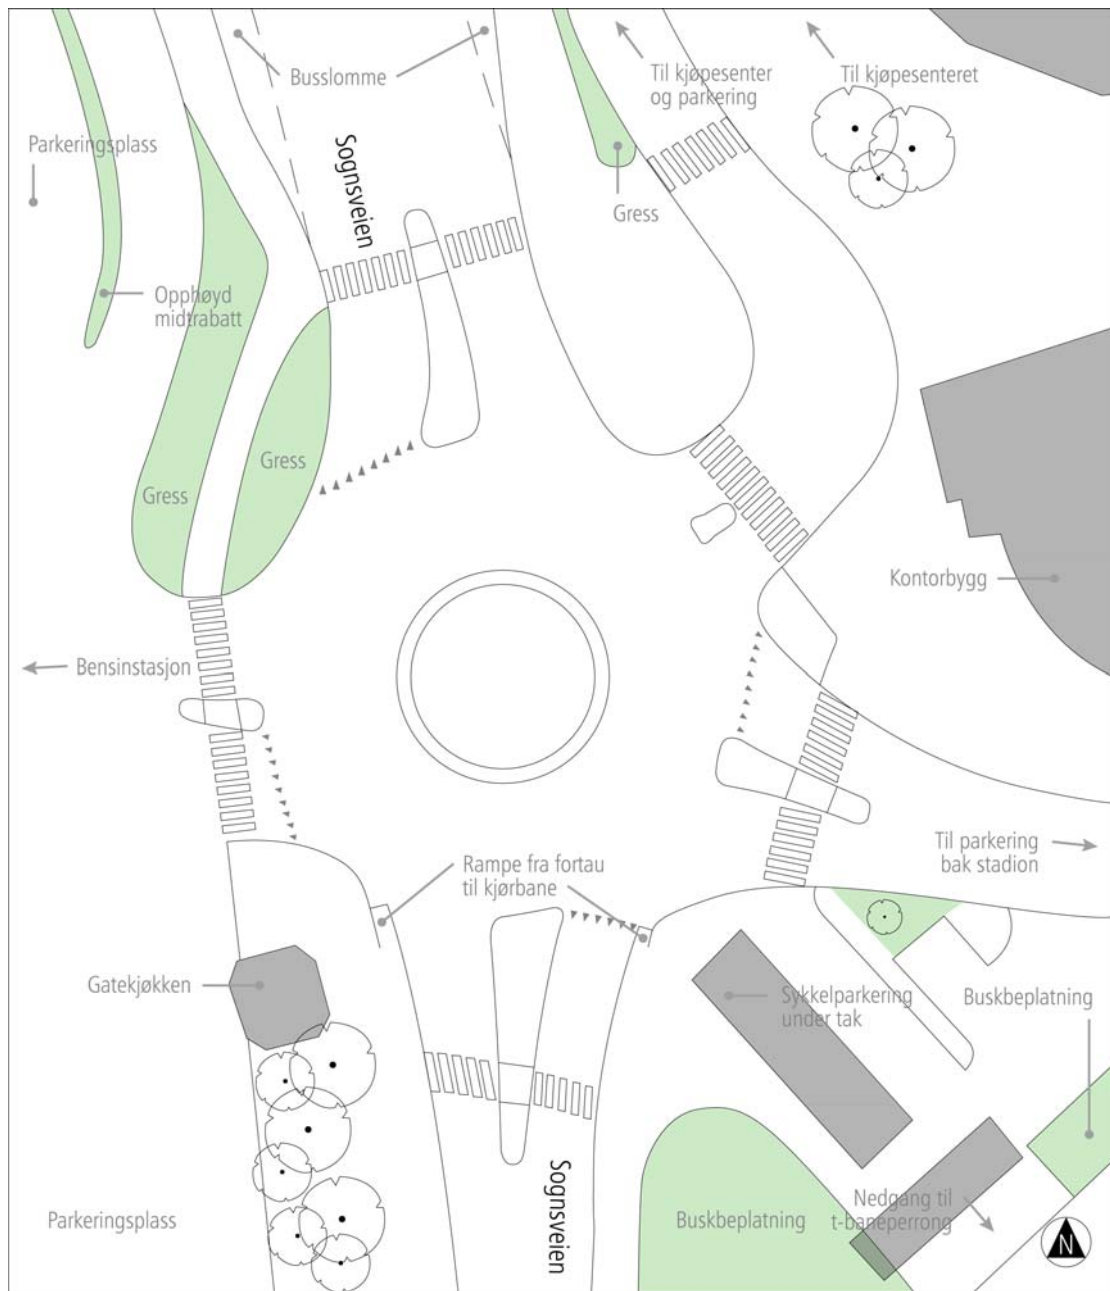 Busslomme
Til kjøpesenter
og parkering
Til kjøpesenteret
Parkeringsplass
Sognsveien
Gress
Opphøyd
midtrabatt
Gress
Gress
Kontorbygg
Bensinstasjon
Til parkering
bak stadion
Rampe fra fortau
til kjørbane
Gatekjøkken
Sykkelparkering
under tak
Buskbeplatning
Parkeringsplass
Sognsveien
Buskbeplatning
Nedgang til
t-baneperrong
N